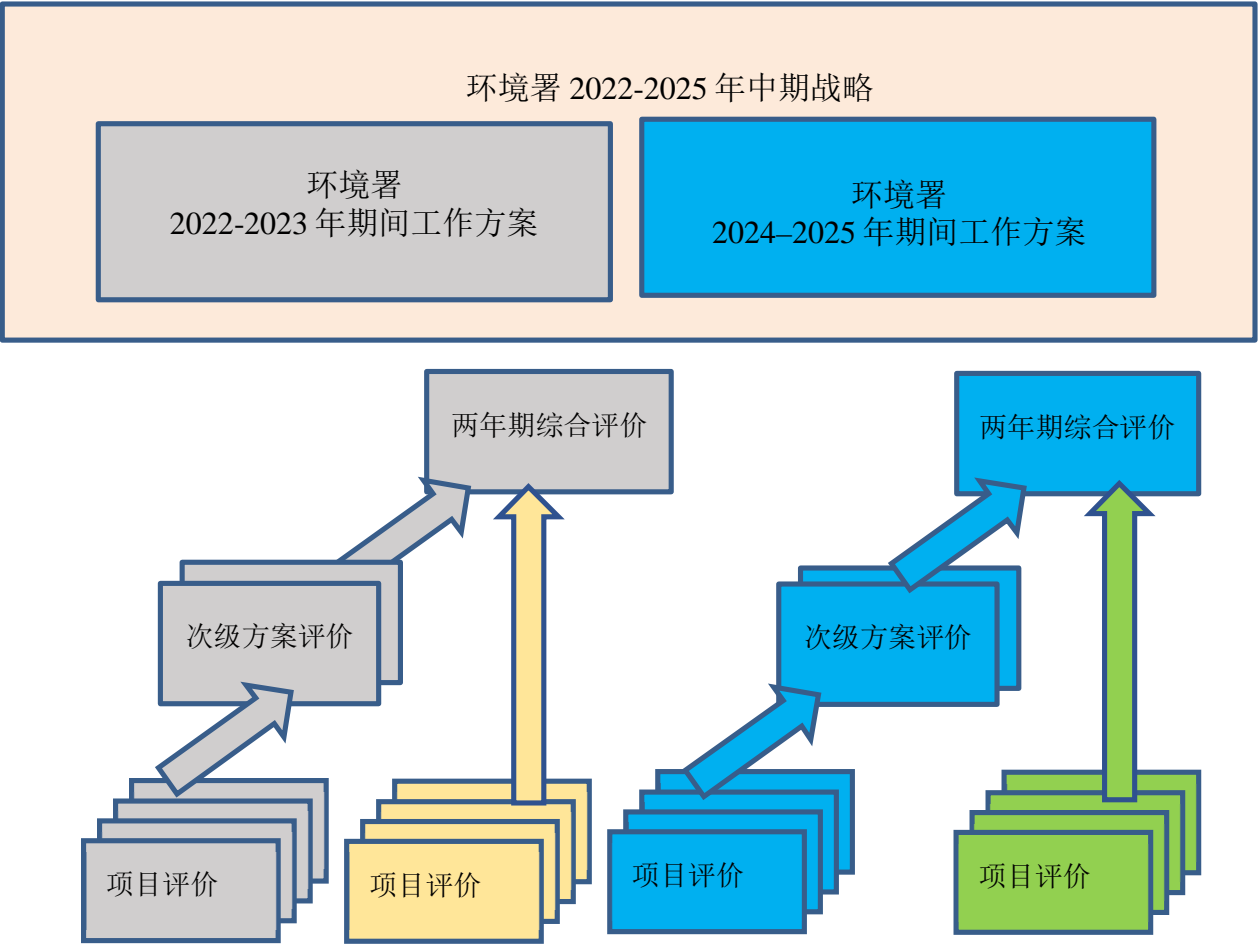 环境署 2022-2025 年中期战略
环境署
2022-2023 年期间工作方案
环境署
2024–2025 年期间工作方案
两年期综合评价
两年期综合评价
次级方案评价
次级方案评价
项目评价
项目评价
项目评价
项目评价